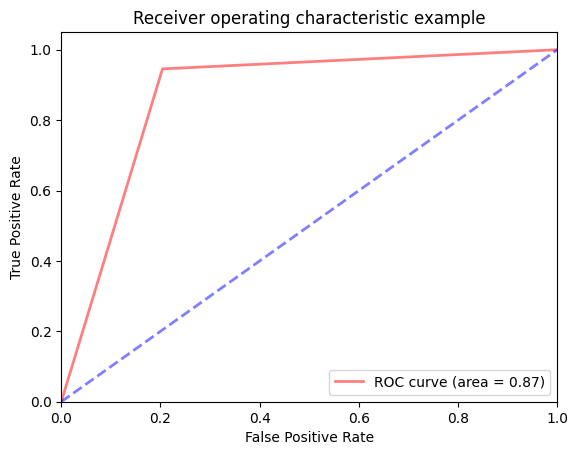 Receiver operating characteristic example
1.0
0.8
0.6
0.4
0.2
0.0
True Positive Rate
ROC curve (area = 0.87)
0.0 0.2 0.4 0.6 0.8 1.0
False Positive Rate